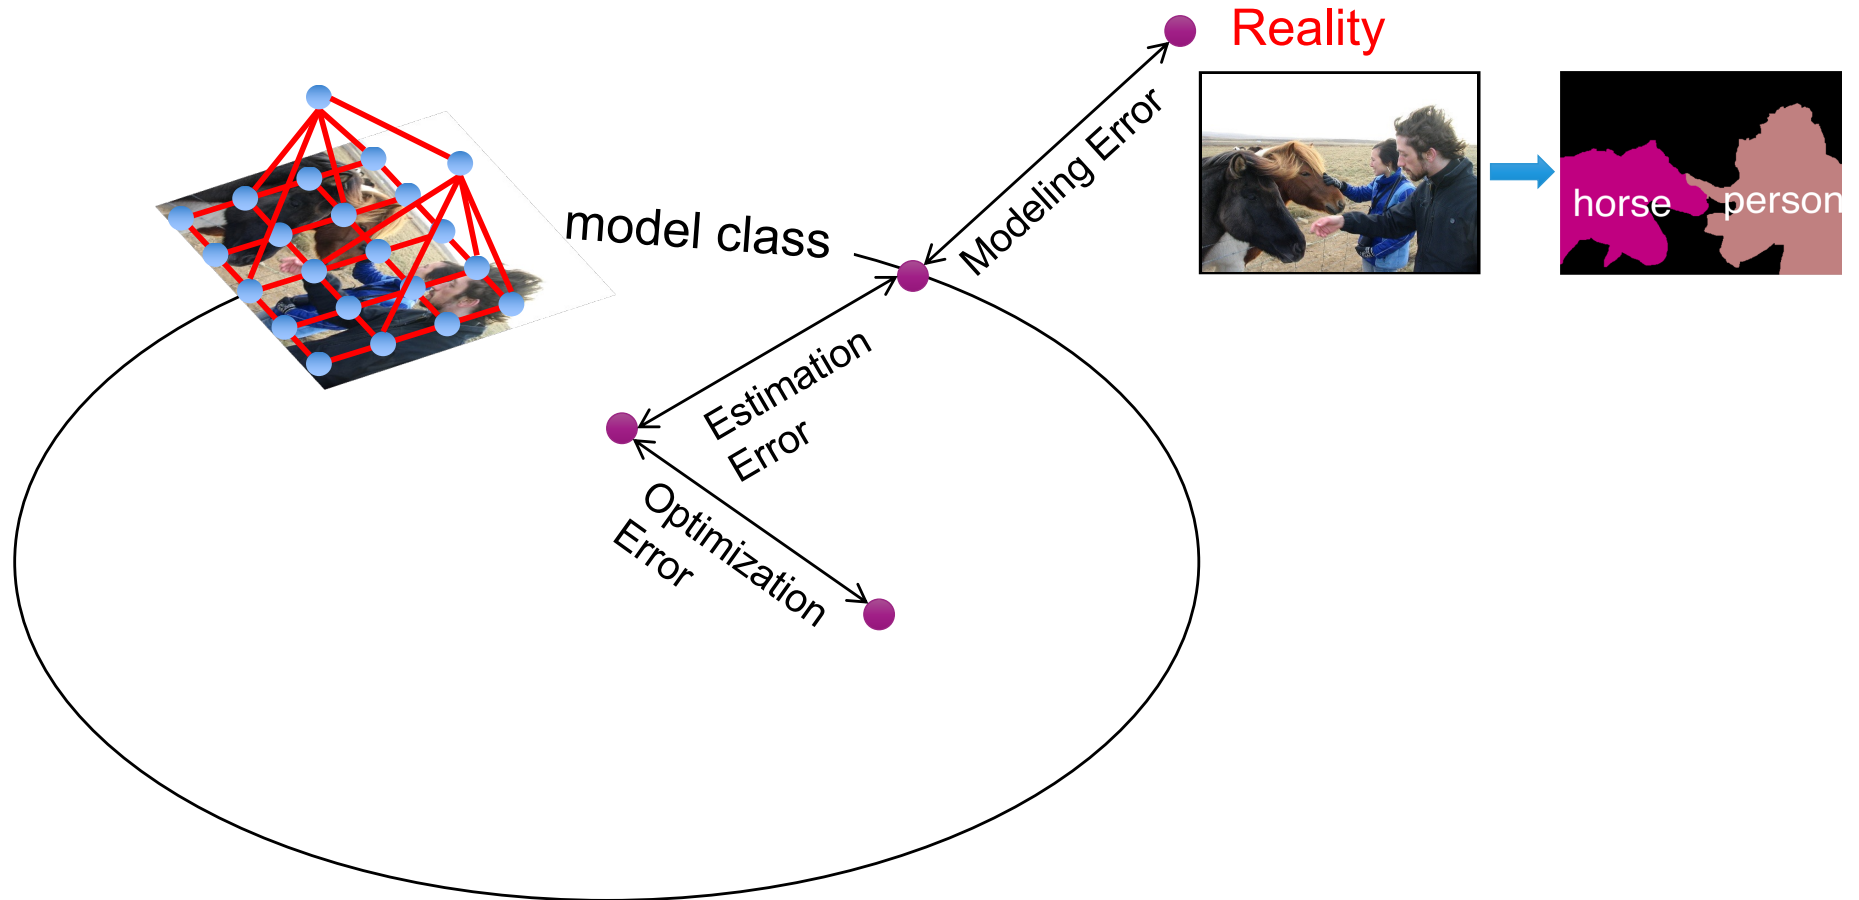 Reality
Modeling Error
horse
person
model class
Estimation
Error
Optimization
Error